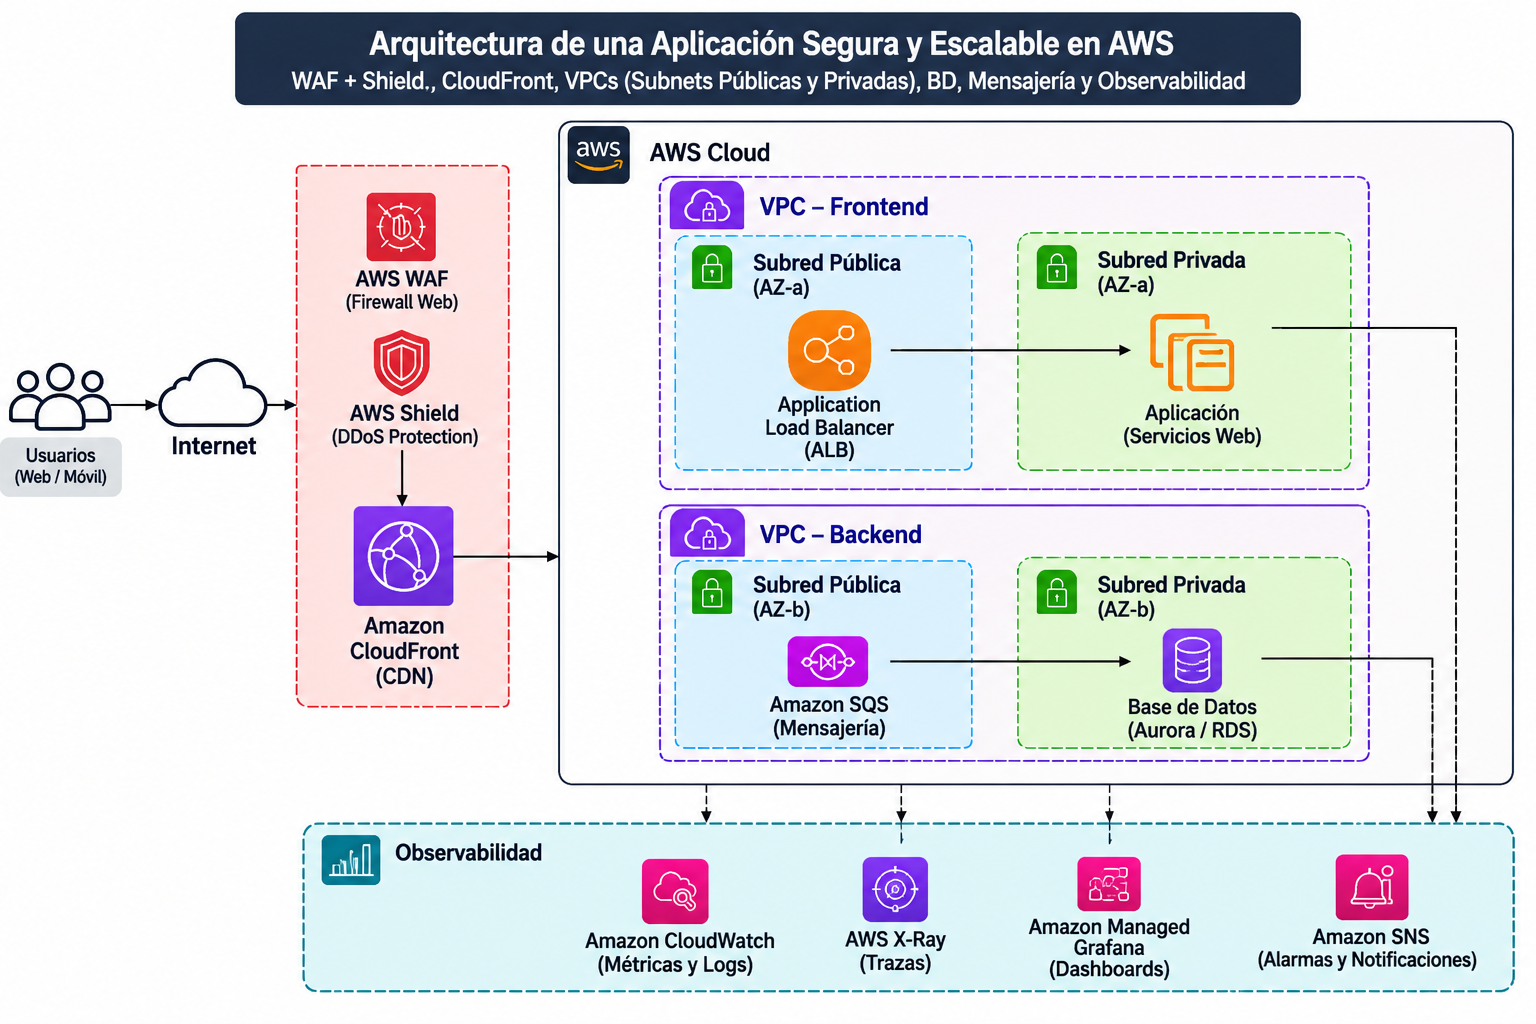 Arquitectura de una Aplicación Segura y Escalable en AWS
WAF + Shield., CloudFront, VPCs (Subnets Públicas y Privadas), BD, Mensajería y Observabilidad
aws
AWS Cloud
VPC – Frontend
Subred Pública
(AZ-a)
Application
Load Balancer
(ALB)
Subred Privada
(AZ-a)
Aplicación
(Servicios Web)
AWS WAF
(Firewall Web)
AWS Shield
(DDoS Protection)
Amazon
CloudFront
(CDN)
Usuarios
(Web / Móvil)
Internet
VPC – Backend
Subred Pública
(AZ-b)
Amazon SQS
(Mensajería)
Subred Privada
(AZ-b)
Base de Datos
(Aurora / RDS)
Observabilidad
Amazon CloudWatch
(Métricas y Logs)
AWS X-Ray
(Trazas)
Amazon Managed
Grafana
(Dashboards)
Amazon SNS
(Alarmas y Notificaciones)